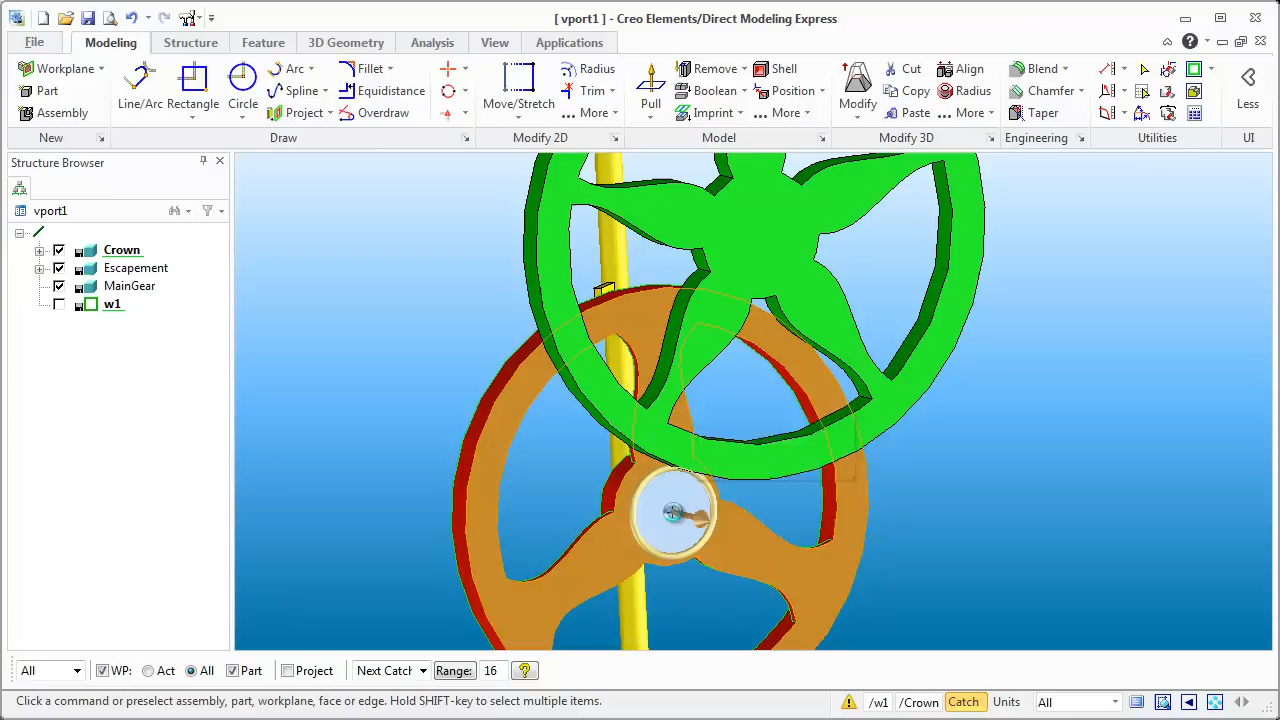 [ vport1 ] - Creo Elements/Direct Modeling Express
File Modeling Structure Feature 3D Geometry Analysis View Applications
Workplane Line/Arc Rectangle Circle Arc Fillet Move/Stretch Radius Pull Remove Shell Modify Cut Align Blend Less
Part Spline Equidistance Trim Boolean Position Copy Radius Chamfer
Assembly Project Overdraw ... More Imprint ... More Paste ... More Taper
New Draw Modify 2D Model Modify 3D Engineering Utilities UI
Structure Browser
vport1
Crown
Escapement
MainGear
w1
All WP: Act All Part Project Next Catch Range: 16
Click a command or preselect assembly, part, workplane, face or edge. Hold SHIFT-key to select multiple items. /w1 /Crown Catch Units All